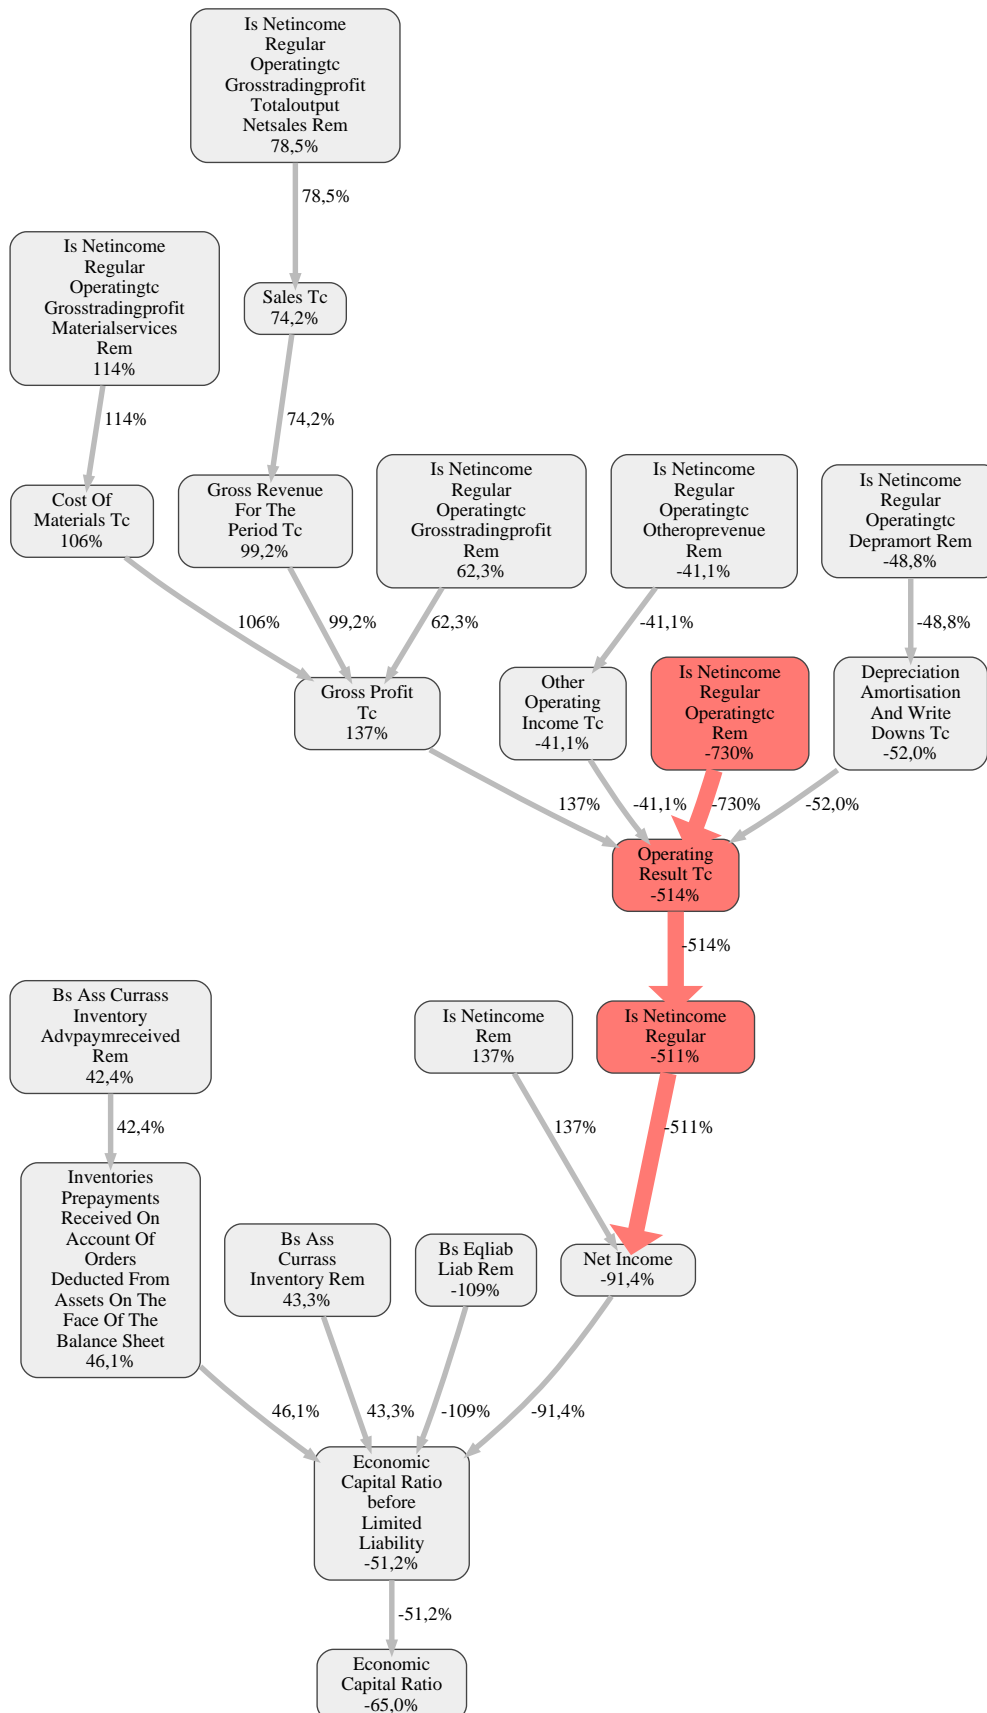 Is Netincome
Regular
Operatingtc
Grosstradingprofit
Totaloutput
Netsales Rem
78,5%
78,5%
Is Netincome
Regular
Operatingtc
Grosstradingprofit
Materialservices
Rem
114%
Sales Tc
74,2%
114%
74,2%
Cost Of
Materials Tc
106%
Gross Revenue
For The
Period Tc
99,2%
Is Netincome
Regular
Operatingtc
Grosstradingprofit
Rem
62,3%
Is Netincome
Regular
Operatingtc
Otheroprevenue
Rem
-41,1%
Is Netincome
Regular
Operatingtc
Depramort Rem
-48,8%
106%
99,2%
62,3%
-41,1%
-48,8%
Gross Profit
Tc
137%
Other
Operating
Income Tc
-41,1%
Is Netincome
Regular
Operatingtc
Rem
-730%
Depreciation
Amortisation
And Write
Downs Tc
-52,0%
137%
-41,1%
-730%
-52,0%
Operating
Result Tc
-514%
-514%
Bs Ass Currass
Inventory
Advpaymreceived
Rem
42,4%
Is Netincome
Rem
137%
Is Netincome
Regular
-511%
42,4%
137%
-511%
Inventories
Prepayments
Received On
Account Of
Orders
Deducted From
Assets On The
Face Of The
Balance Sheet
46,1%
Bs Ass
Currass
Inventory Rem
43,3%
Bs Eqliab
Liab Rem
-109%
Net Income
-91,4%
46,1%
43,3%
-109%
-91,4%
Economic
Capital Ratio
before
Limited
Liability
-51,2%
-51,2%
Economic
Capital Ratio
-65,0%